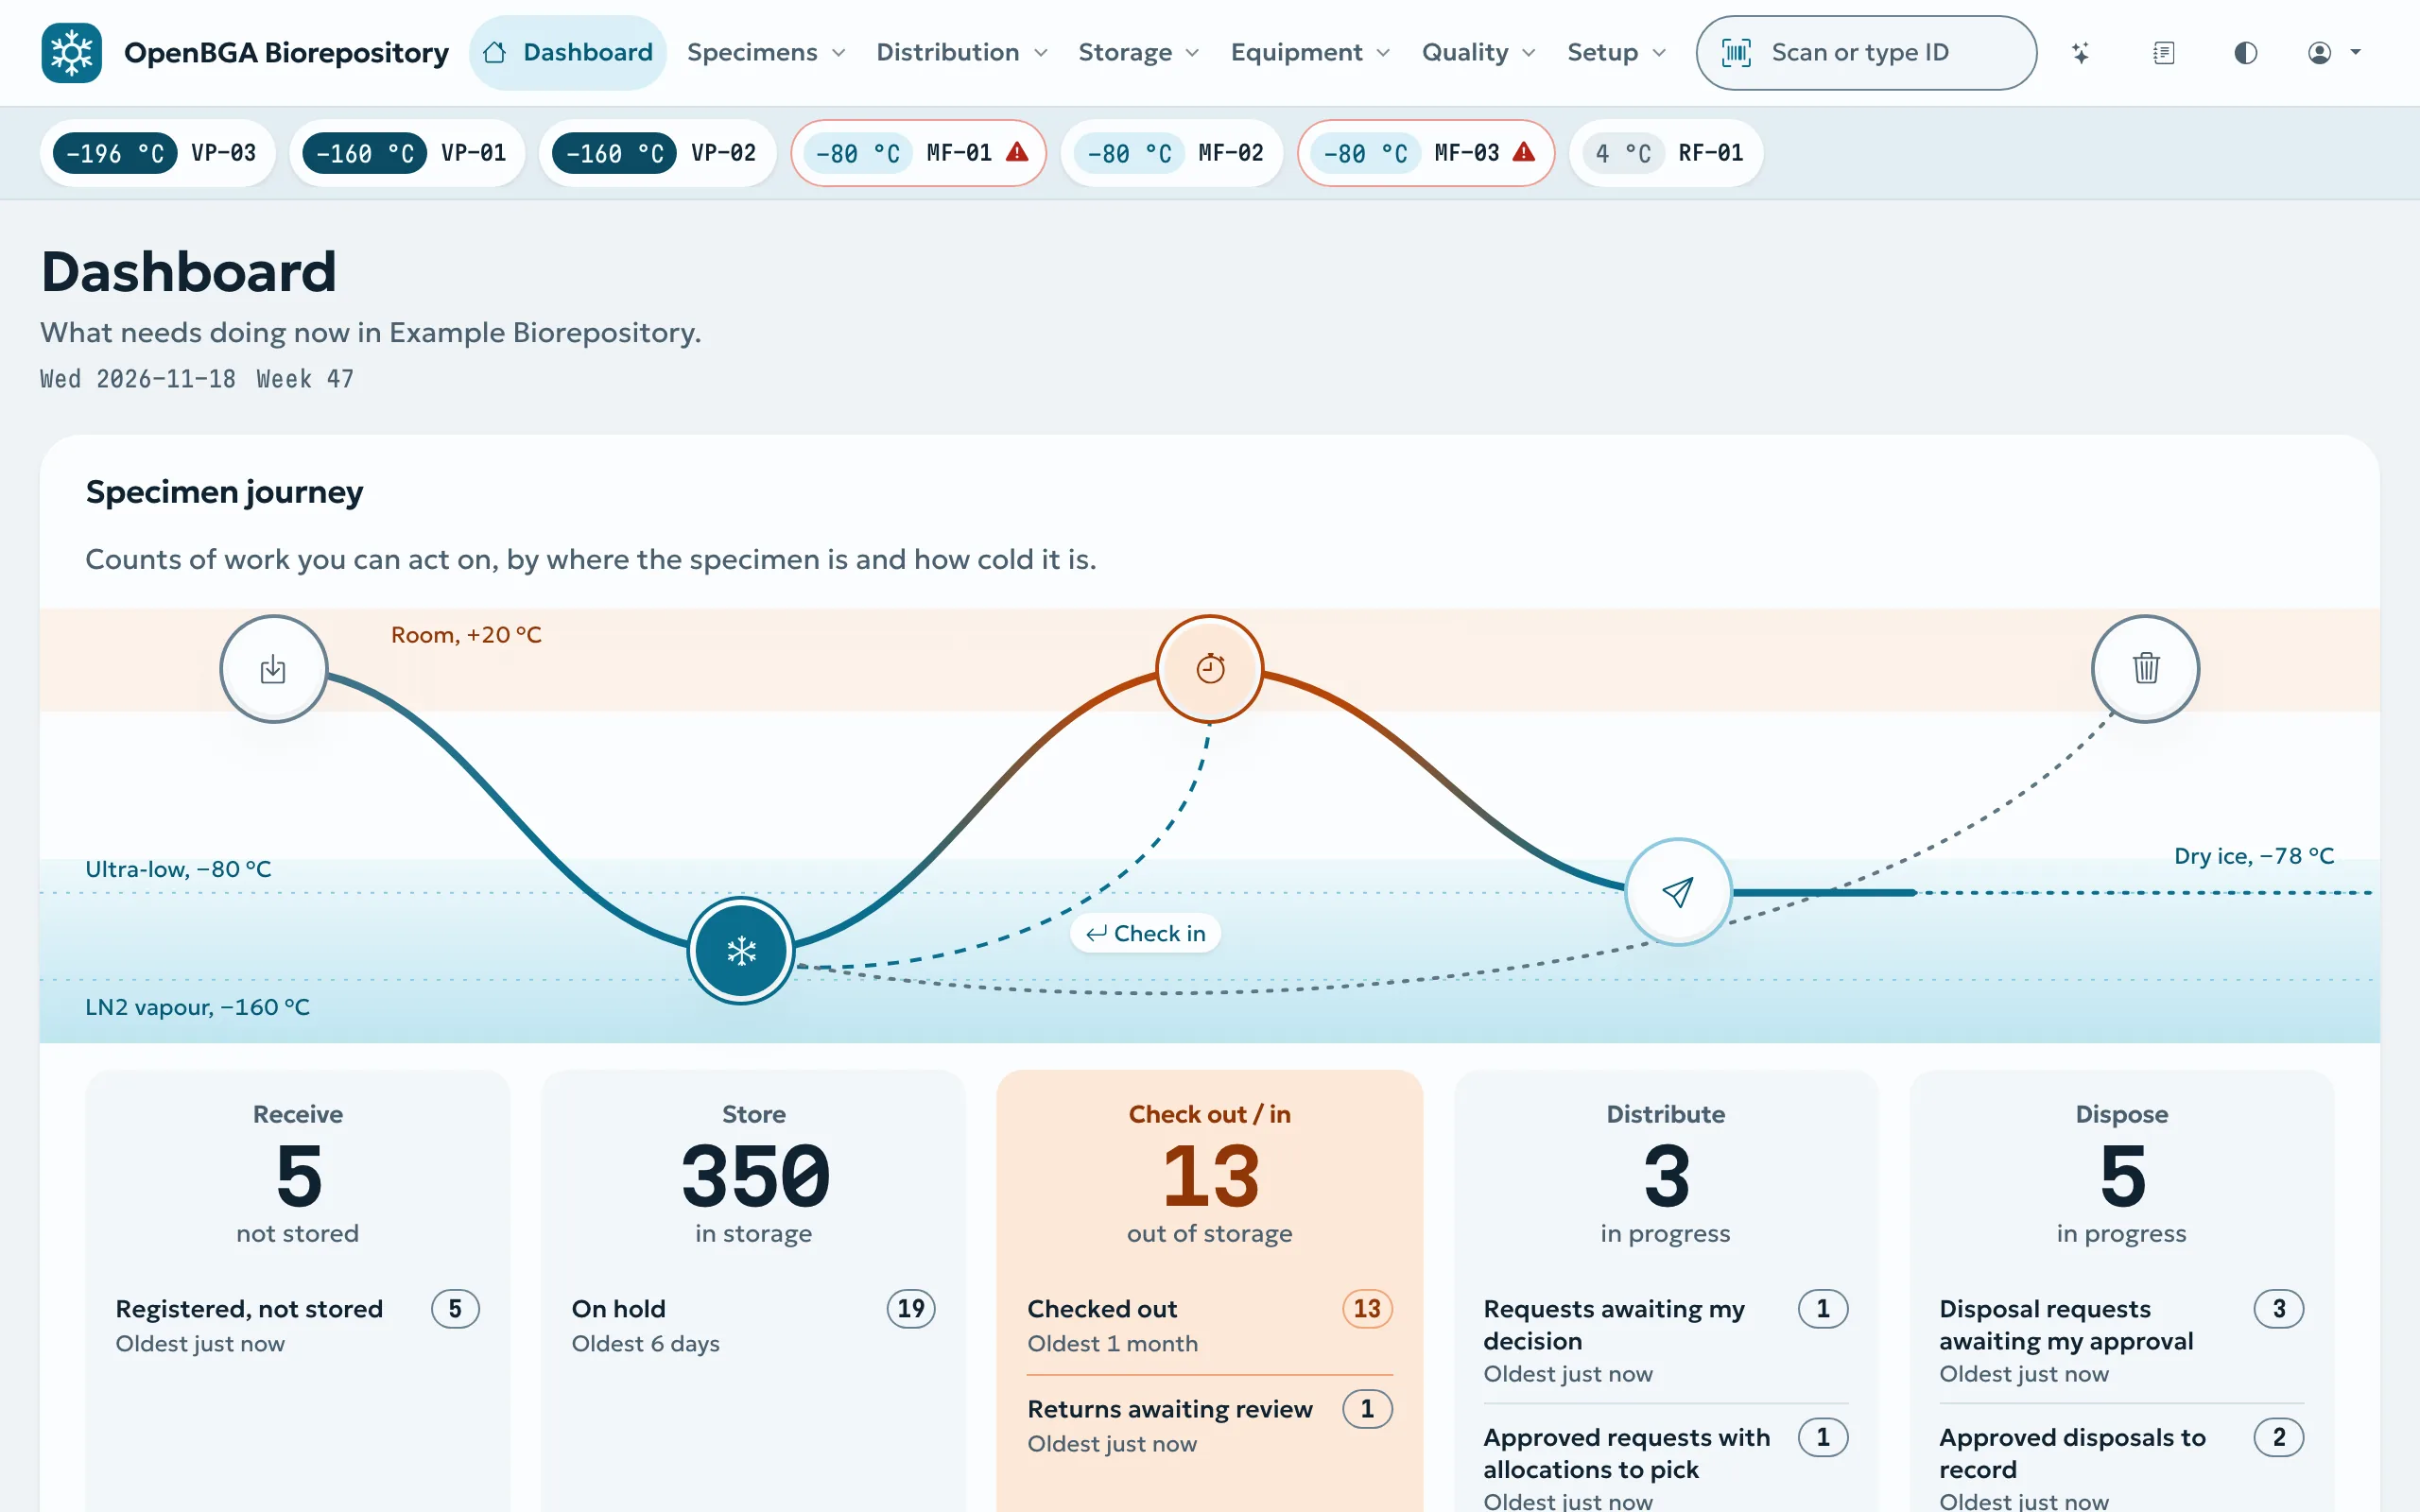 OpenBGA Biorepository
Dashboard
Specimens
Distribution
Storage
Equipment
Quality
Setup
Scan or type ID
−196 °C VP−03
−160 °C VP−01
−160 °C VP−02
−80 °C MF−01
−80 °C MF−02
−80 °C MF−03
4 °C RF−01
Dashboard
What needs doing now in Example Biorepository.
Wed 2026−11−18 Week 47
Specimen journey
Counts of work you can act on, by where the specimen is and how cold it is.
Room, +20 °C
Ultra-low, −80 °C
Dry ice, −78 °C
Check in
LN2 vapour, −160 °C
Receive
5
not stored
Registered, not stored 5
Oldest just now
Store
350
in storage
On hold 19
Oldest 6 days
Check out / in
13
out of storage
Checked out 13
Oldest 1 month
Returns awaiting review 1
Oldest just now
Distribute
3
in progress
Requests awaiting my 1
decision
Oldest just now
Approved requests with 1
allocations to pick
Oldest just now
Dispose
5
in progress
Disposal requests 3
awaiting my approval
Oldest just now
Approved disposals to 2
record
Oldest just now